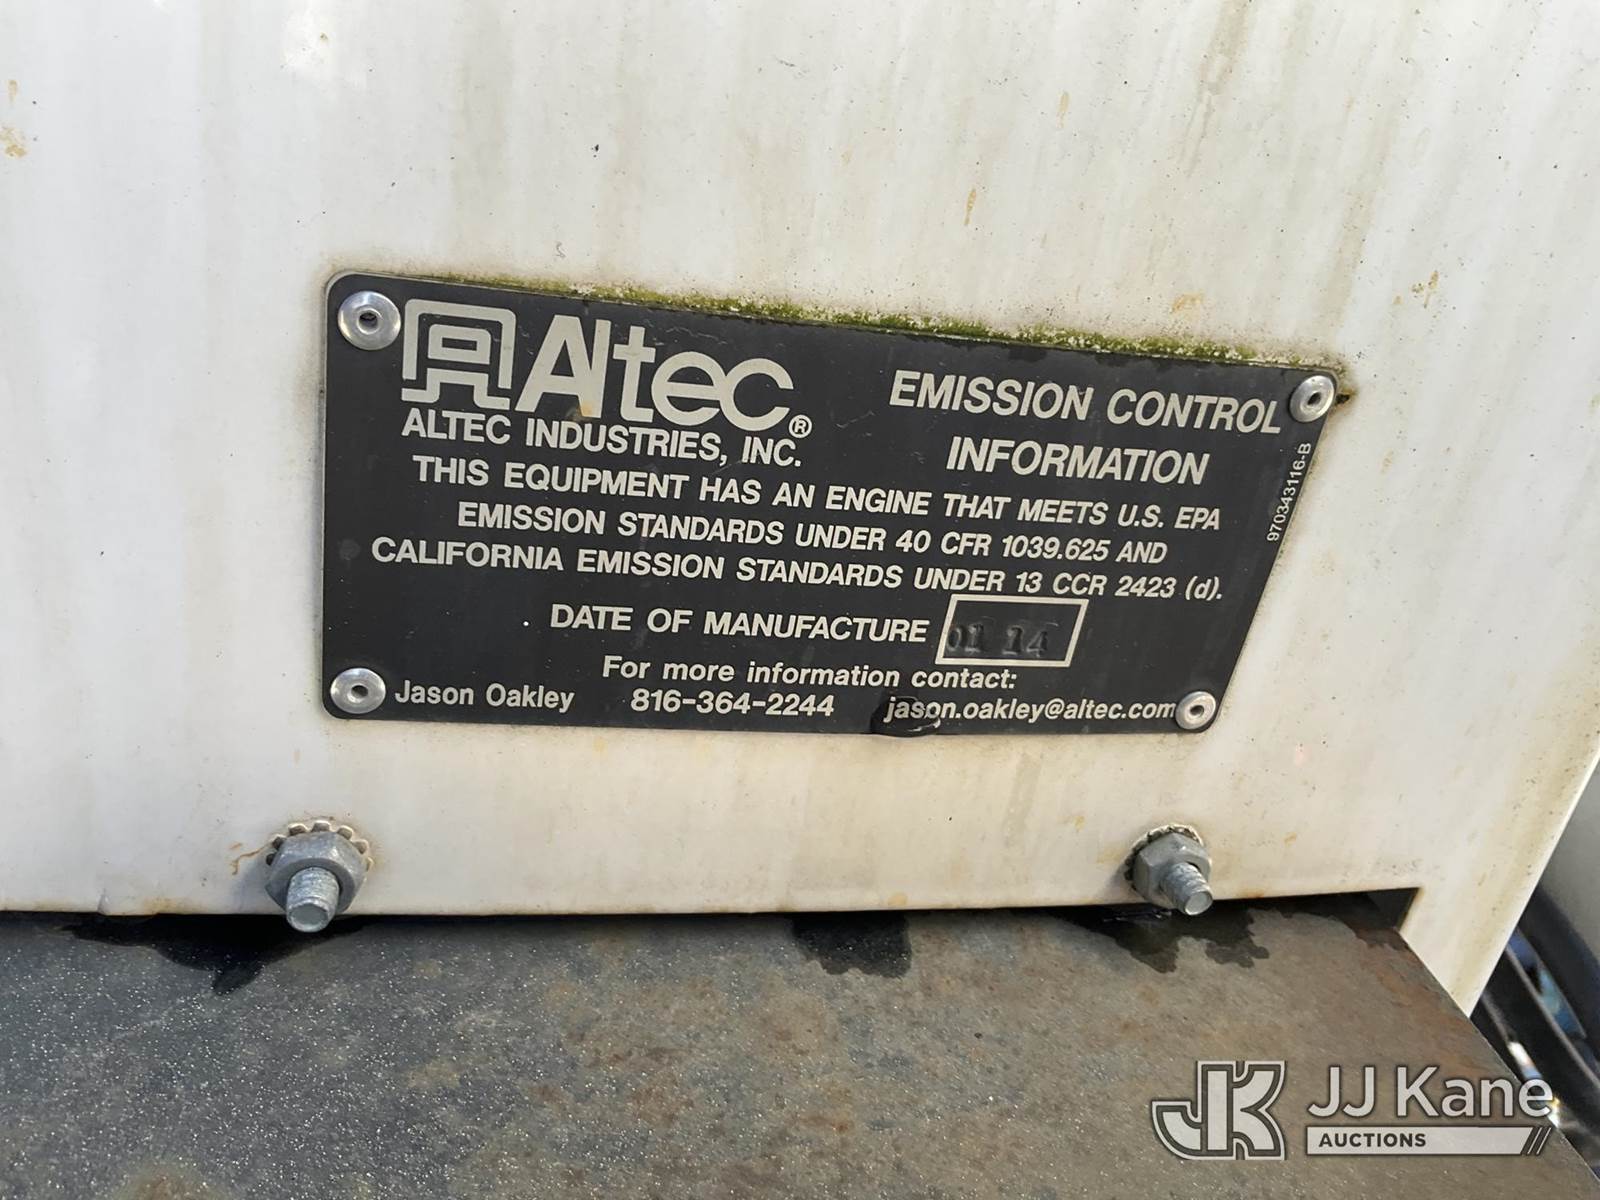 Altec®
ALTEC INDUSTRIES, INC.
EMISSION CONTROL
INFORMATION
THIS EQUIPMENT HAS AN ENGINE THAT MEETS U.S. EPA
EMISSION STANDARDS UNDER 40 CFR 1039.625 AND
CALIFORNIA EMISSION STANDARDS UNDER 13 CCR 2423 (d).
DATE OF MANUFACTURE 01 14
For more information contact:
Jason Oakley 816-364-2244 jason.oakley@altec.com
970343116-B
JK JJ Kane
AUCTIONS